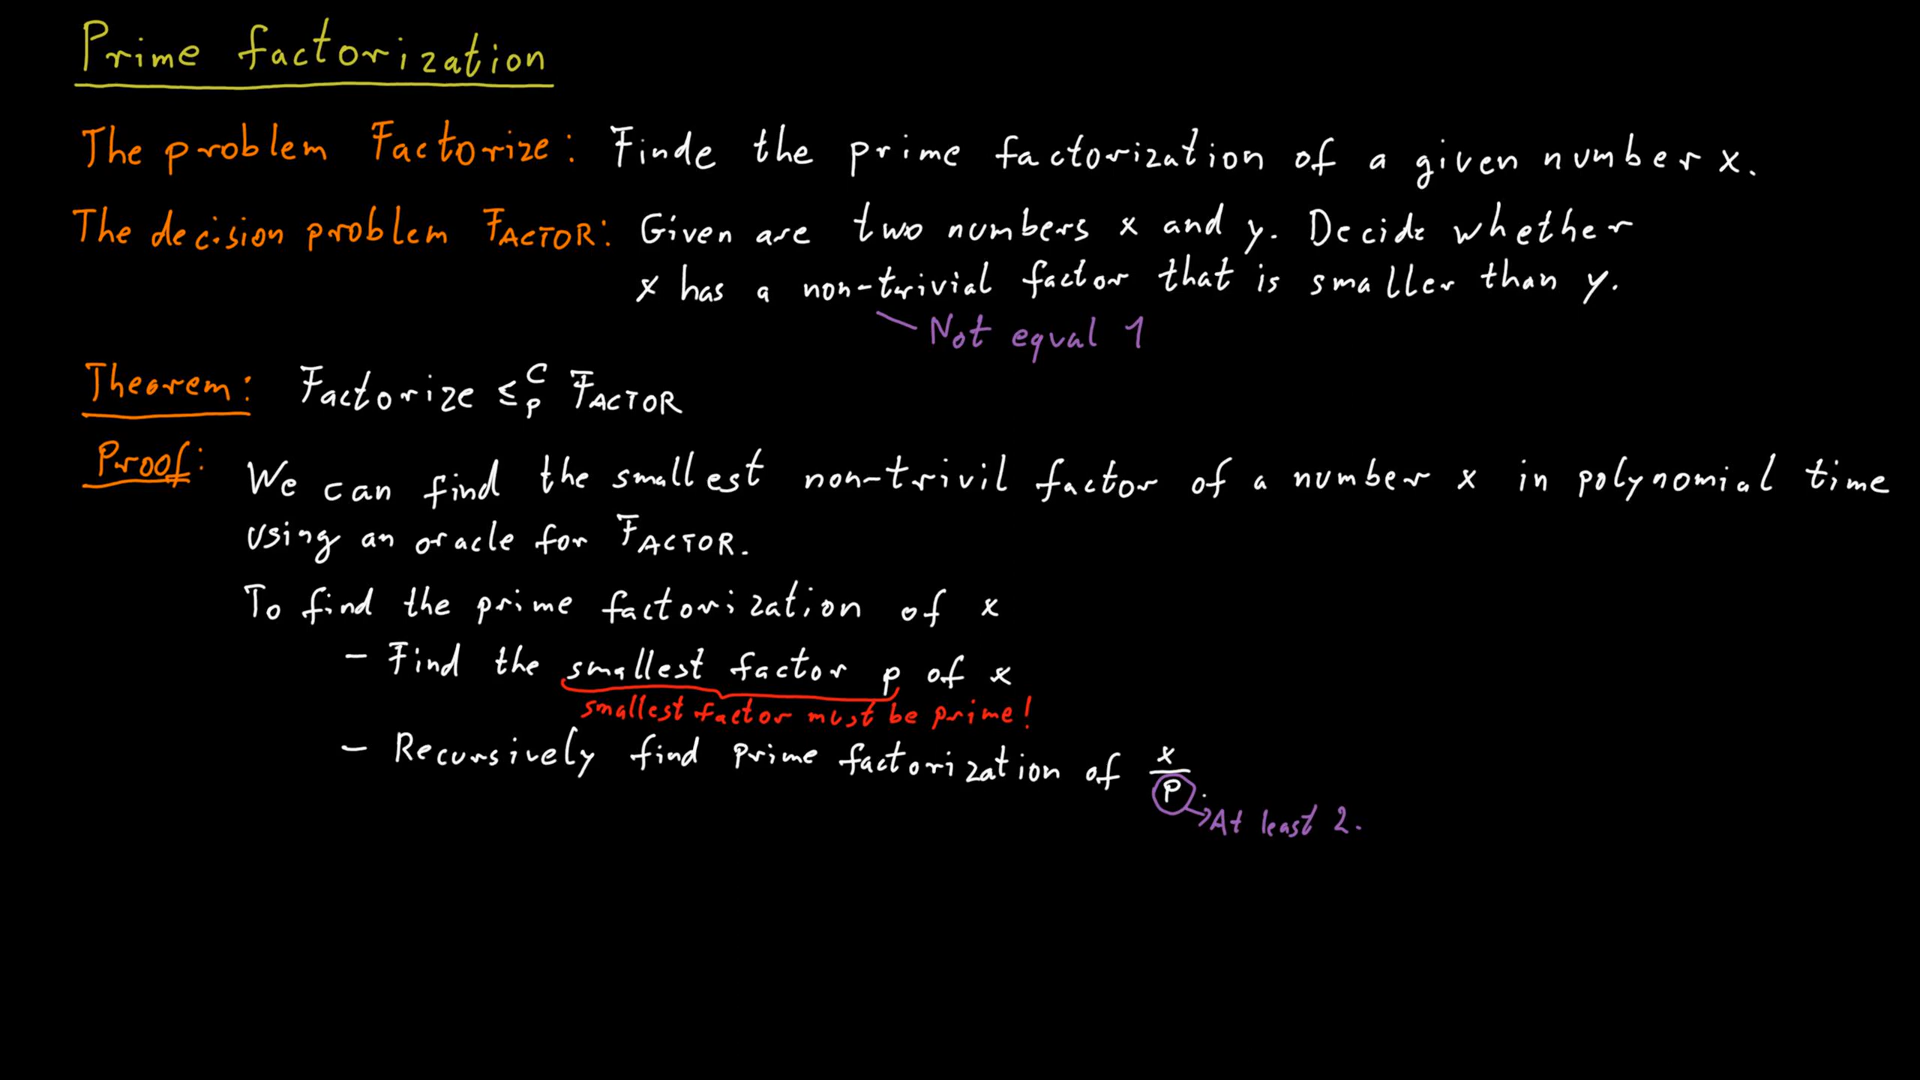 Prime factorization
The problem Factorize: Finde the prime factorization of a given number x.
The decision problem FACTOR: Given are two numbers x and y. Decide whether
x has a non-trivial factor that is smaller than y.
Not equal 1
Theorem: Factorize ≤ₚᶜ FACTOR
Proof: We can find the smallest non-trivil factor of a number x in polynomial time
using an oracle for FACTOR.
To find the prime factorization of x
- Find the smallest factor p of x
smallest factor must be prime!
- Recursively find prime factorization of x/p.
At least 2.